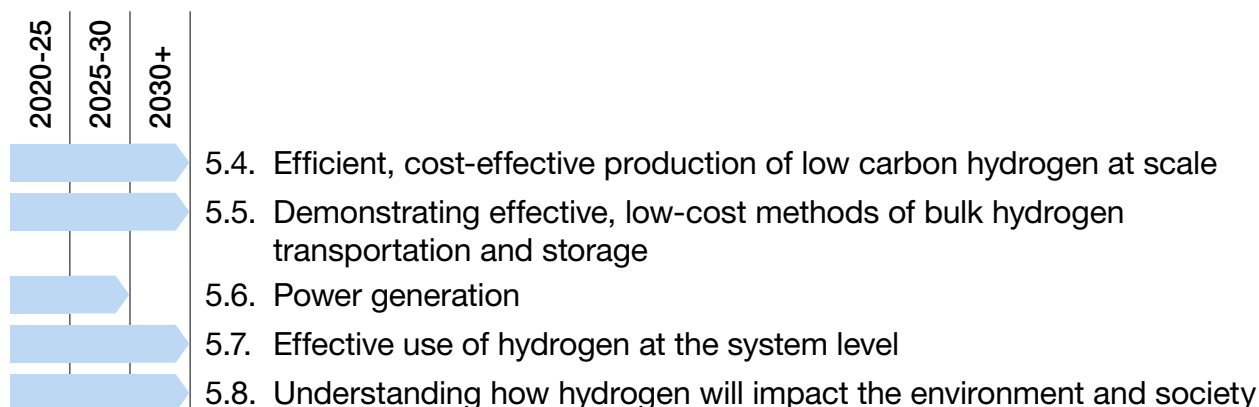 2020-25
2025-30
2030+
5.4. Efficient, cost-effective production of low carbon hydrogen at scale
5.5. Demonstrating effective, low-cost methods of bulk hydrogen
transportation and storage
5.6. Power generation
5.7. Effective use of hydrogen at the system level
5.8. Understanding how hydrogen will impact the environment and society